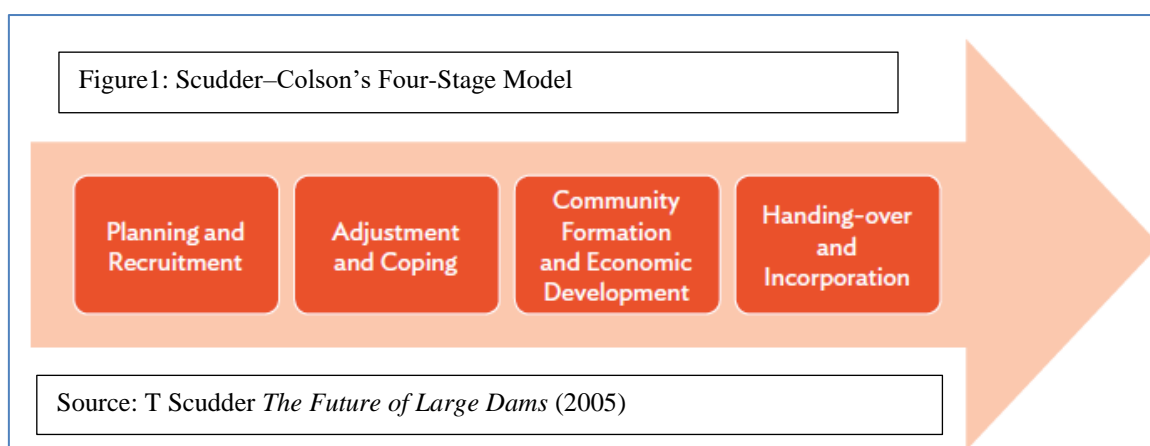 Figure1: Scudder–Colson’s Four-Stage Model
Planning and
Recruitment
Adjustment
and Coping
Community
Formation
and Economic
Development
Handing-over
and
Incorporation
Source: T Scudder The Future of Large Dams (2005)